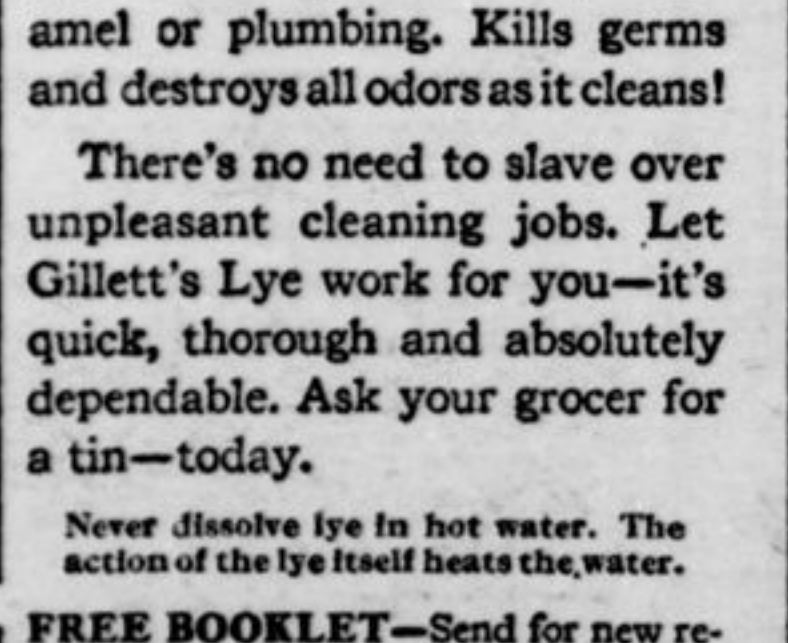 amel or plumbing. Kills germs
and destroys all odors as it cleans!
There's no need to slave over
unpleasant cleaning jobs. Let
Gillett's Lye work for you—it's
quick, thorough and absolutely
dependable. Ask your grocer for
a tin—today.
Never dissolve lye in hot water. The
action of the lye itself heats the water.
FREE BOOKLET—Send for new re-